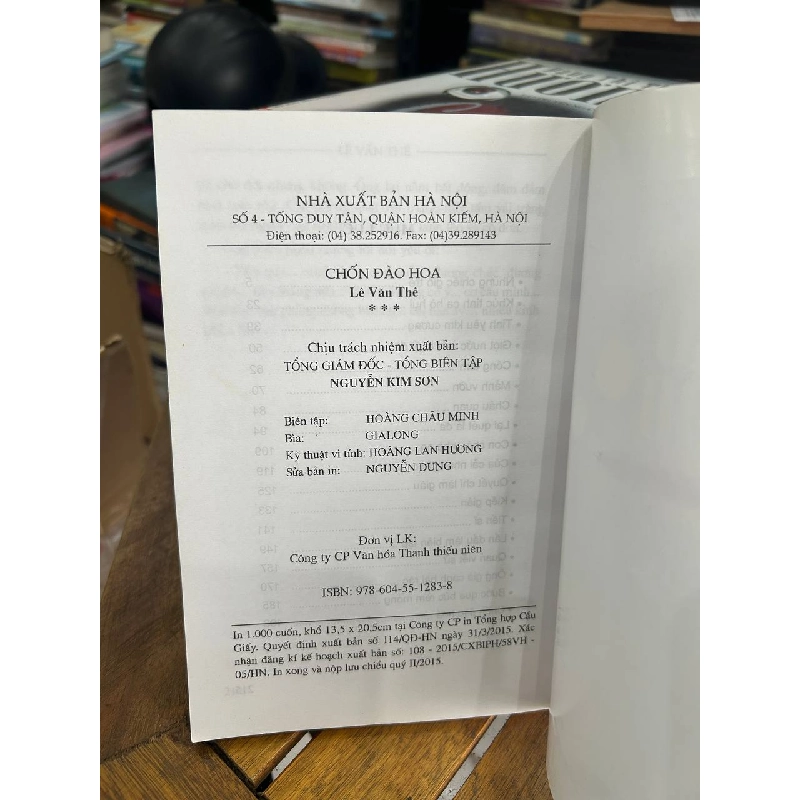 NHÀ XUẤT BẢN HÀ NỘI
SỐ 4 - TỐNG DUY TÂN, QUẬN HOÀN KIẾM, HÀ NỘI
Điện thoại: (04) 38.252916. Fax: (04)39.289143
CHỐN ĐÀO HOA
Lê Văn Thê
* * *
Chịu trách nhiệm xuất bản:
TỔNG GIÁM ĐỐC - TỔNG BIÊN TẬP
NGUYỄN KIM SƠN
Biên tập: HOÀNG CHÂU MINH
Bìa: GIALONG
Kỹ thuật vi tính: HOÀNG LAN HƯƠNG
Sửa bản in: NGUYỄN DUNG
Đơn vị LK:
Công ty CP Văn hóa Thanh thiếu niên
ISBN: 978-604-55-1283-8
In 1.000 cuốn, khổ 13,5 x 20,5cm tại Công ty CP in Tổng hợp Cầu
Giấy. Quyết định xuất bản số 114/QĐ-HN ngày 31/3/2015. Xác
nhận đăng kí kế hoạch xuất bản số: 108 - 2015/CXBIPH/58VH -
05/HN. In xong và nộp lưu chiểu quý II/2015.